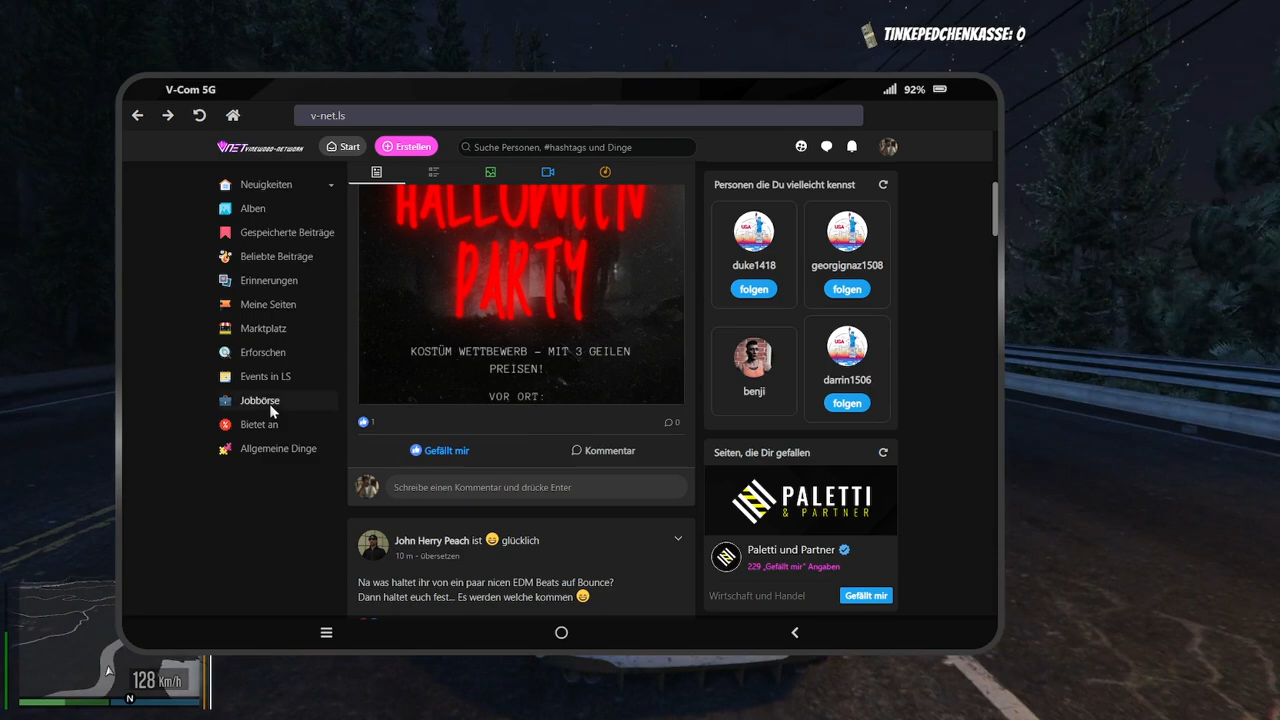 TINKEPEDCHENKASSE: 0
V-Com 5G
92%
v-net.ls
VNET VINEWOOD-NETWORK
Start
Erstellen
Suche Personen, #hashtags und Dinge
Neuigkeiten
Alben
Gespeicherte Beiträge
Beliebte Beiträge
Erinnerungen
Meine Seiten
Marktplatz
Erforschen
Events in LS
Jobbörse
Bietet an
Allgemeine Dinge
HALLOWEEN
PARTY
KOSTÜM WETTBEWERB – MIT 3 GEILEN
PREISEN!
VOR ORT:
1
0
Gefällt mir
Kommentar
Schreibe einen Kommentar und drücke Enter
John Herry Peach ist 😄 glücklich
10 m - übersetzen
Na was haltet ihr von ein paar nicen EDM Beats auf Bounce?
Dann haltet euch fest... Es werden welche kommen 😄
Personen die Du vielleicht kennst
duke1418
folgen
georgignaz1508
folgen
benji
darrin1506
folgen
Seiten, die Dir gefallen
PALETTI
& PARTNER
Paletti und Partner
229 „Gefällt mir" Angaben
Wirtschaft und Handel
Gefällt mir
128 Km/h
N